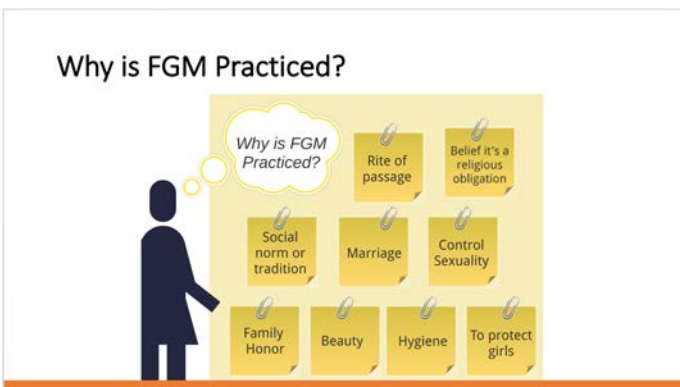 Why is FGM Practiced?
Why is FGM
Practiced?
Rite of
passage
Belief it's a
religious
obligation
Social
norm or
tradition
Marriage
Control
Sexuality
Family
Honor
Beauty
Hygiene
To protect
girls